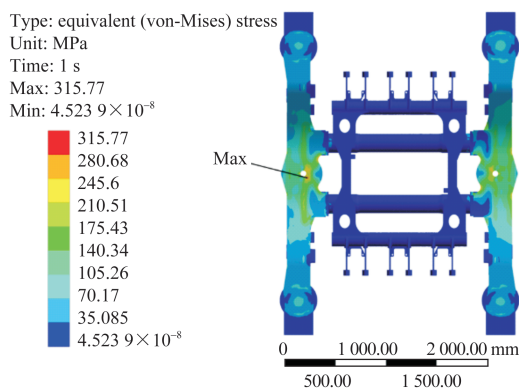 Type: equivalent (von-Mises) stress
Unit: MPa
Time: 1 s
Max: 315.77
Min: 4.523 9×10⁻⁸
315.77
280.68
245.6
210.51
175.43
140.34
105.26
70.17
35.085
4.523 9×10⁻⁸
Max
0 1 000.00 2 000.00 mm
500.00 1 500.00